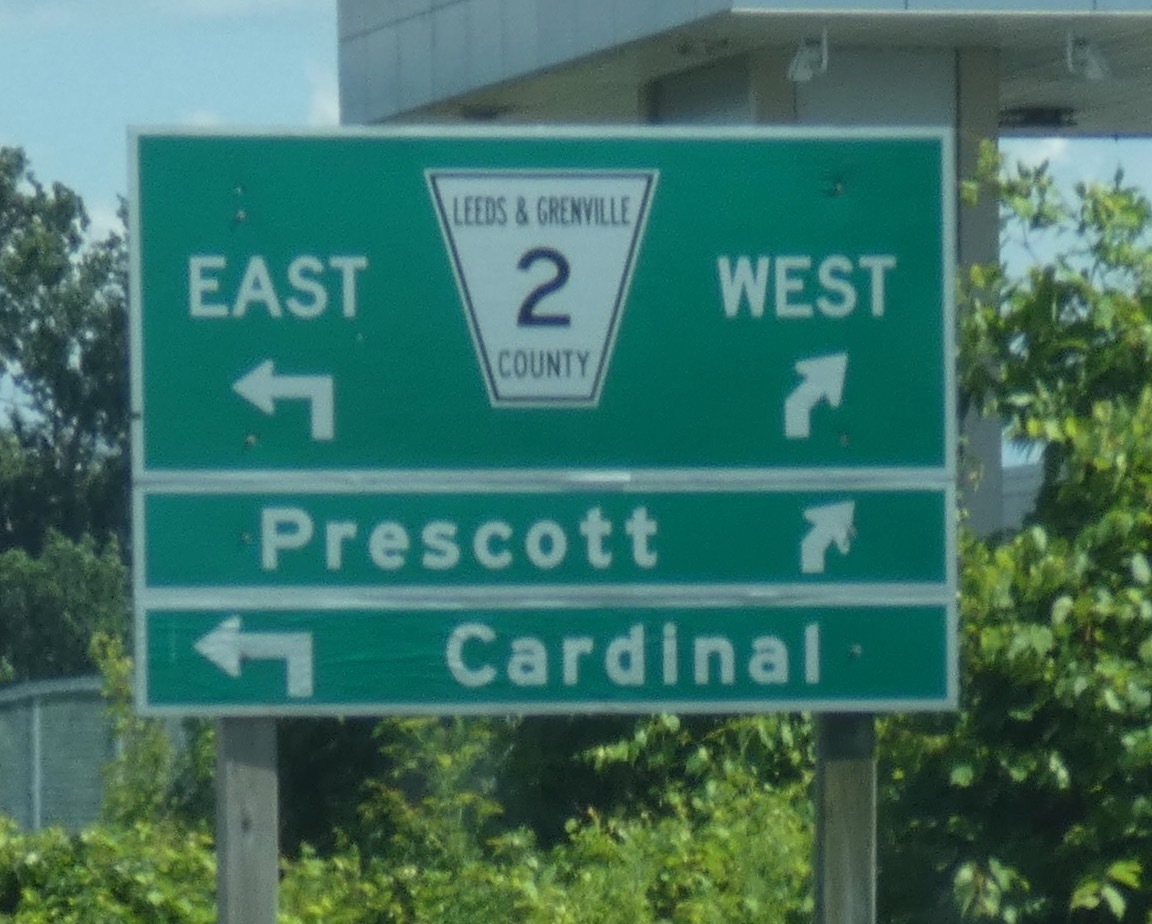 LEEDS & GRENVILLE
EAST 2 WEST
COUNTY
Prescott
Cardinal